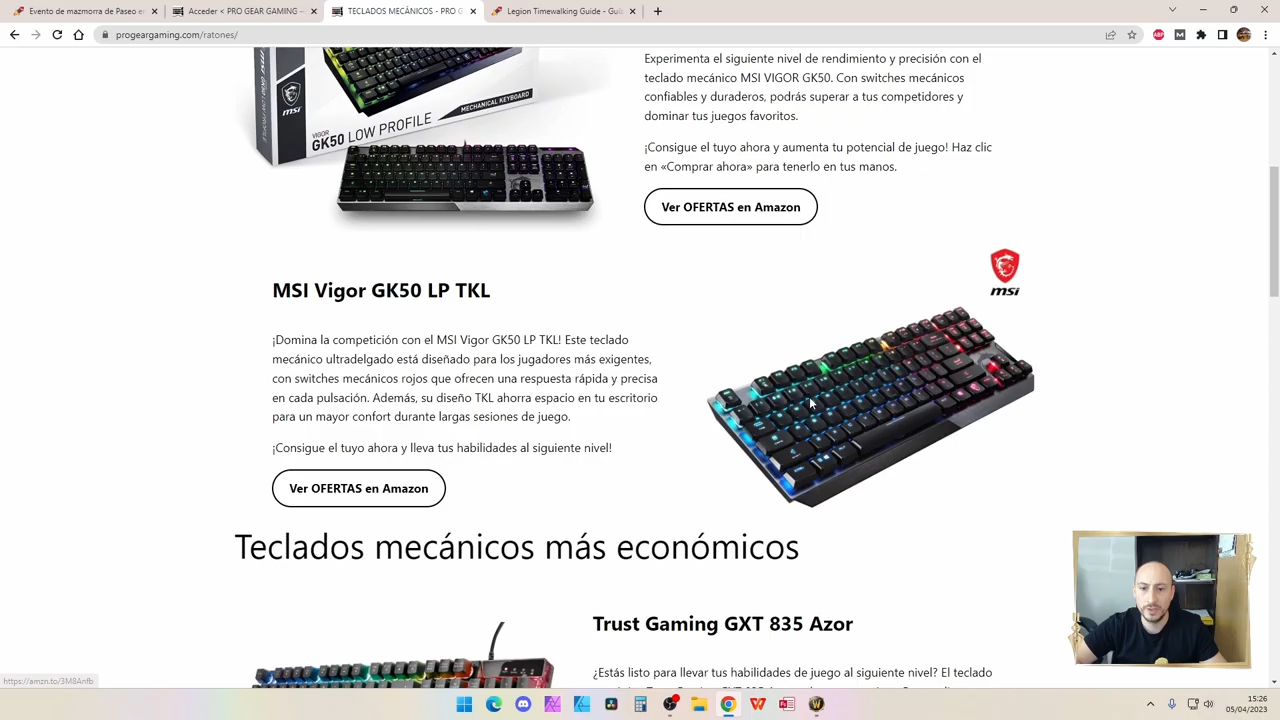 Evento de mazmorra de Paseo e
Acceder < PRO GEAR GAMING —
TECLADOS MECÁNICOS - PRO G
Legion Timewalking Guide - Guí
progeargaming.com/ratones/
ABP
M
msi
VIGOR
GK50 LOW PROFILE
MECHANICAL KEYBOARD
Experimenta el siguiente nivel de rendimiento y precisión con el
teclado mecánico MSI VIGOR GK50. Con switches mecánicos
confiables y duraderos, podrás superar a tus competidores y
dominar tus juegos favoritos.
¡Consigue el tuyo ahora y aumenta tu potencial de juego! Haz clic
en «Comprar ahora» para tenerlo en tus manos.
Ver OFERTAS en Amazon
msi
MSI Vigor GK50 LP TKL
¡Domina la competición con el MSI Vigor GK50 LP TKL! Este teclado
mecánico ultradelgado está diseñado para los jugadores más exigentes,
con switches mecánicos rojos que ofrecen una respuesta rápida y precisa
en cada pulsación. Además, su diseño TKL ahorra espacio en tu escritorio
para un mayor confort durante largas sesiones de juego.
¡Consigue el tuyo ahora y lleva tus habilidades al siguiente nivel!
Ver OFERTAS en Amazon
Teclados mecánicos más económicos
Trust Gaming GXT 835 Azor
¿Estás listo para llevar tus habilidades de juego al siguiente nivel? El teclado
https://amzn.to/3M8Anfb
15:26
05/04/2023